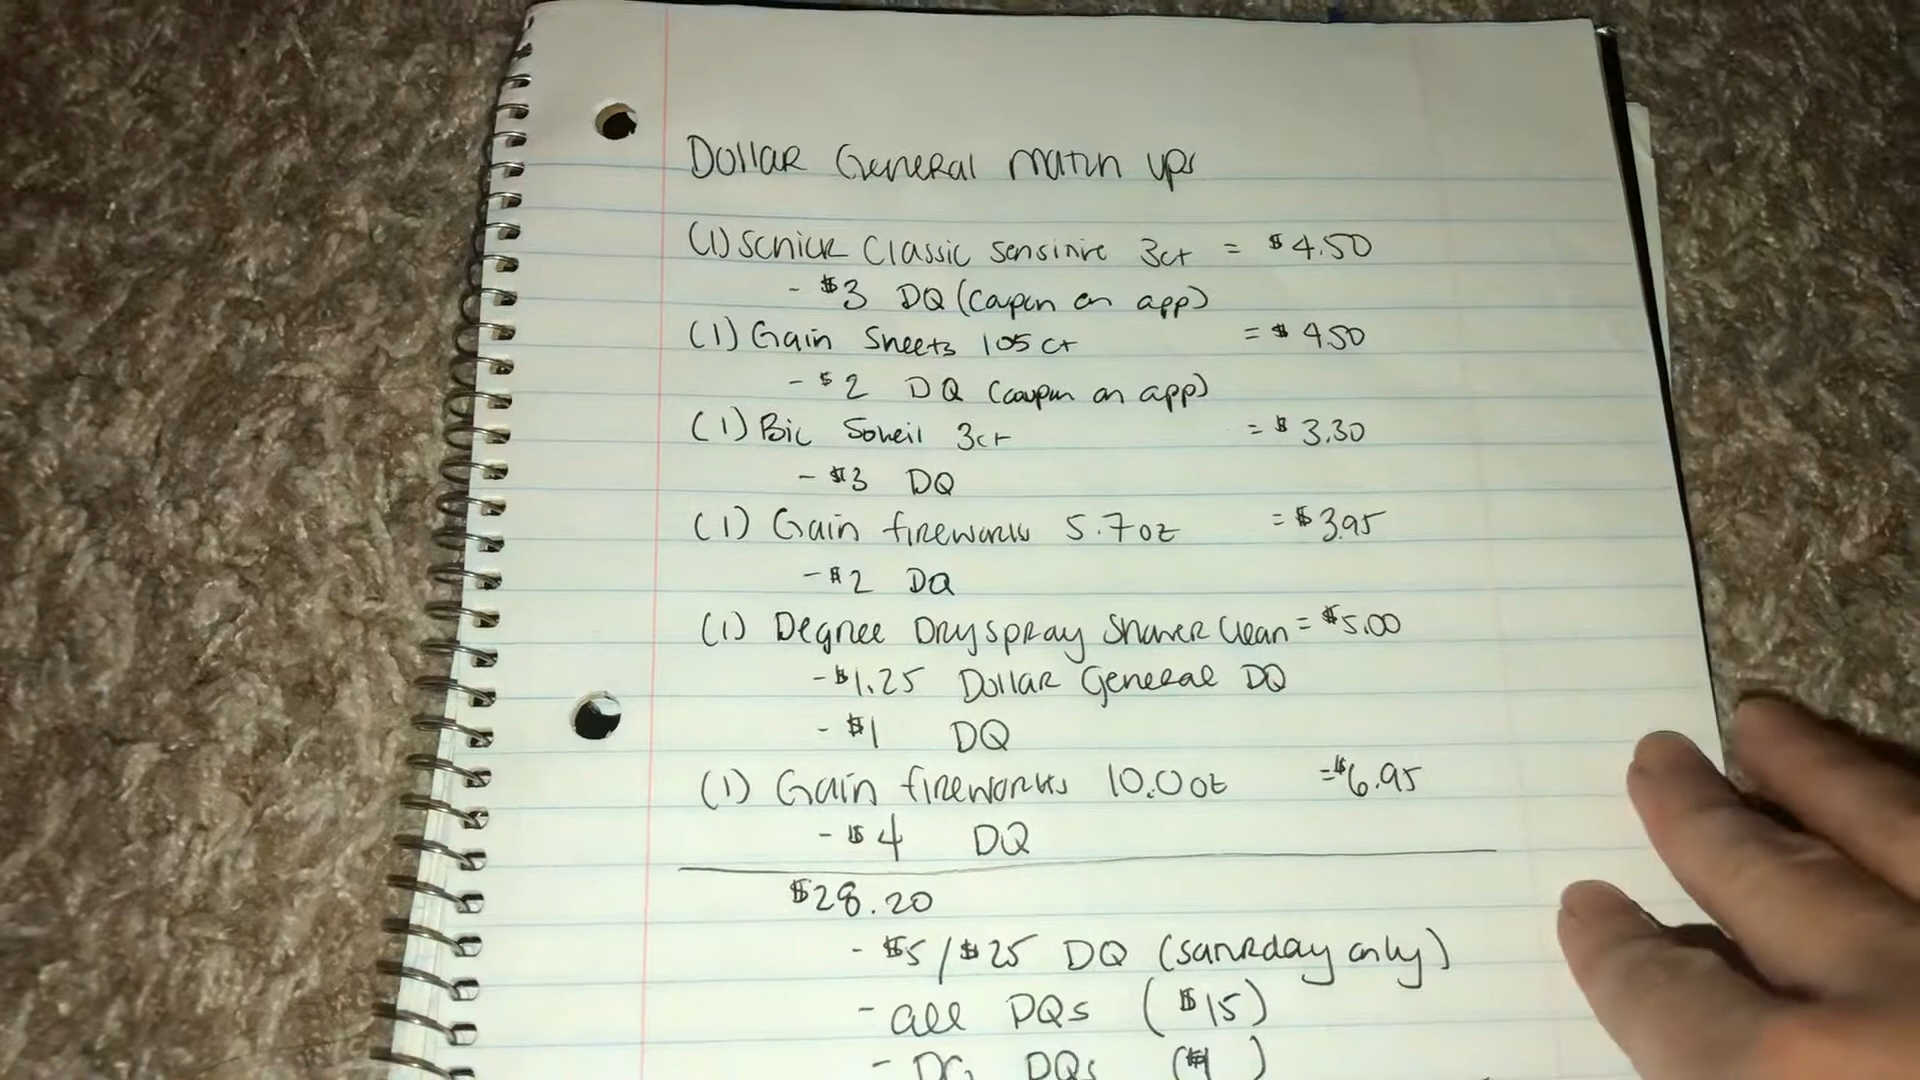 Dollar General match ups
(1) Schick Classic Sensitive 3ct = $4.50
- $3 DQ (coupon on app)
(1) Gain Sheets 105 ct = $4.50
- $2 DQ (coupon on app)
(1) Bic Soleil 3ct = $3.30
- $3 DQ
(1) Gain fireworks 5.7oz = $3.95
- $2 DQ
(1) Degree Dryspray Shower Clean = $5.00
- $1.25 Dollar General DQ
- $1 DQ
(1) Gain fireworks 10.0oz = $6.95
- $4 DQ
$28.20
- $5/$25 DQ (saturday only)
- all DQs ($15)
- DG DQs ($1 )